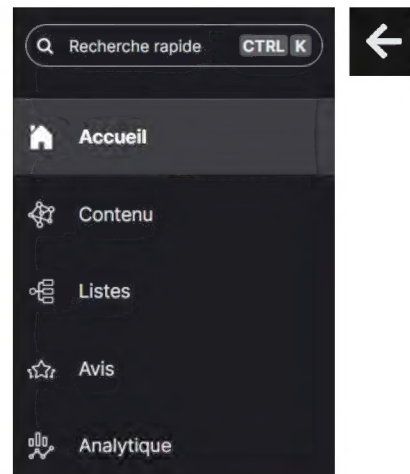 Recherche rapide CTRL K
Accueil
Contenu
Listes
Avis
Analytique